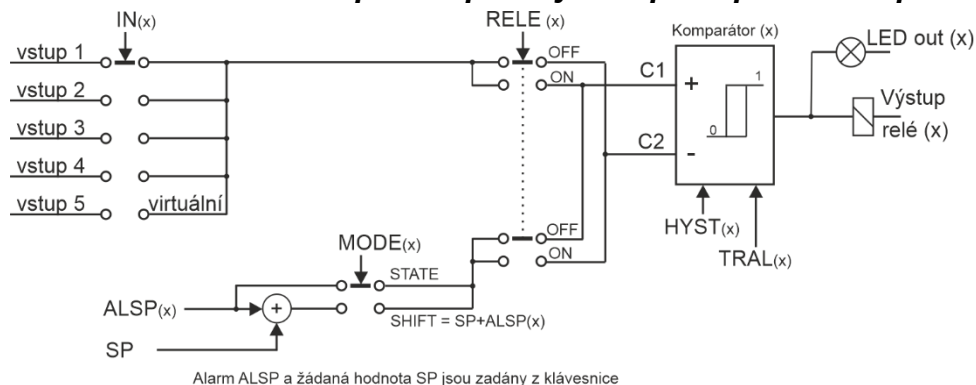 IN(x)
RELE (x)
Komparátor (x)
LED out (x)
vstup 1
OFF
ON
C1
+
1
0
Výstup
relé (x)
vstup 2
vstup 3
C2
-
vstup 4
vstup 5
virtuální
HYST(x)
TRAL(x)
OFF
ON
MODE(x)
STATE
ALSP(x)
+
SHIFT = SP+ALSP(x)
SP
Alarm ALSP a žádaná hodnota SP jsou zadány z klávesnice